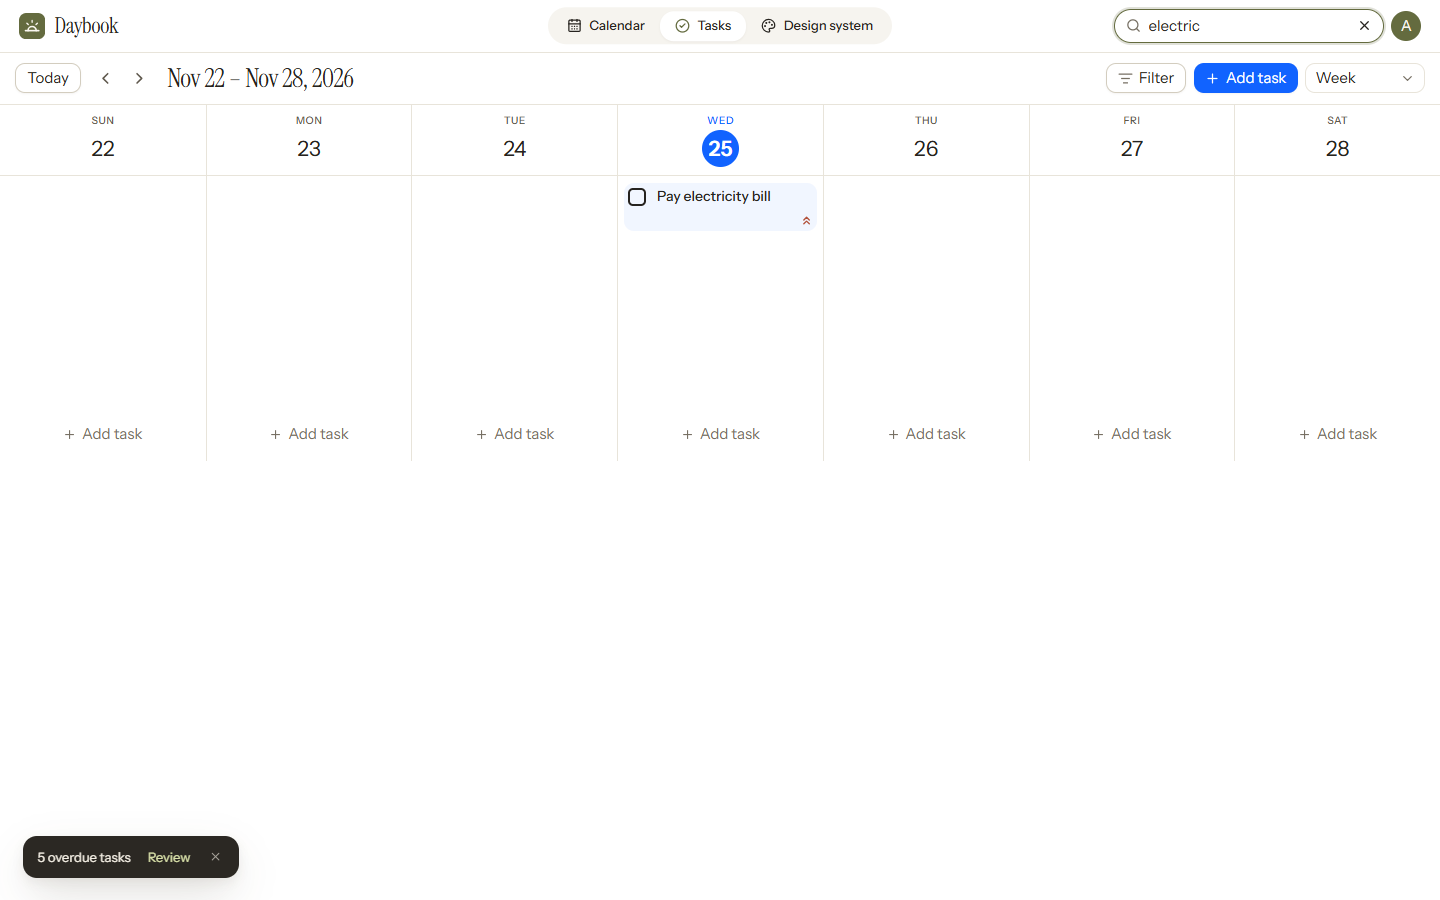 Daybook
Calendar
Tasks
Design system
electric
A
Today
Nov 22 – Nov 28, 2026
Filter
Add task
Week
SUN
22
MON
23
TUE
24
WED
25
THU
26
FRI
27
SAT
28
Pay electricity bill
+ Add task
+ Add task
+ Add task
+ Add task
+ Add task
+ Add task
+ Add task
5 overdue tasks Review